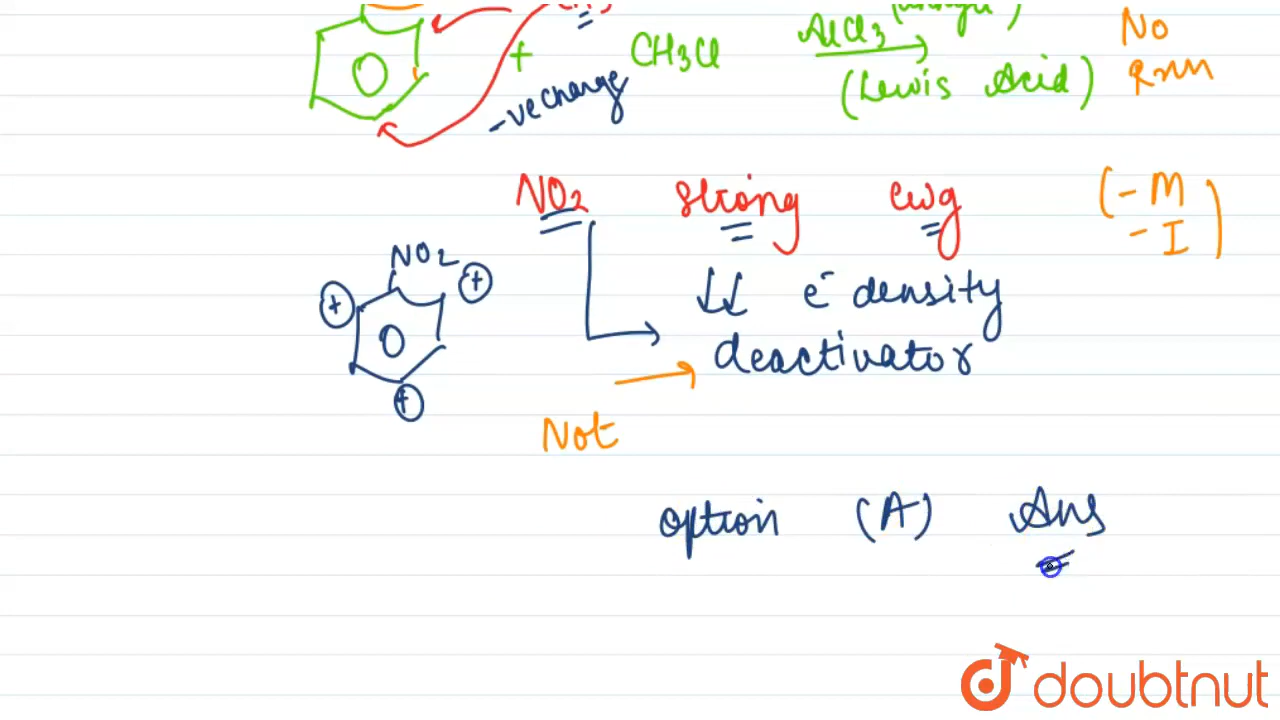 + CH3Cl AlCl3 No
(Lewis Acid) Rxn
-ve charge
NO2 strong ewg (-M
-I)
NO2
+ + ↓↓ e- density
deactivator
+
Not
option (A) Ans
doubtnut